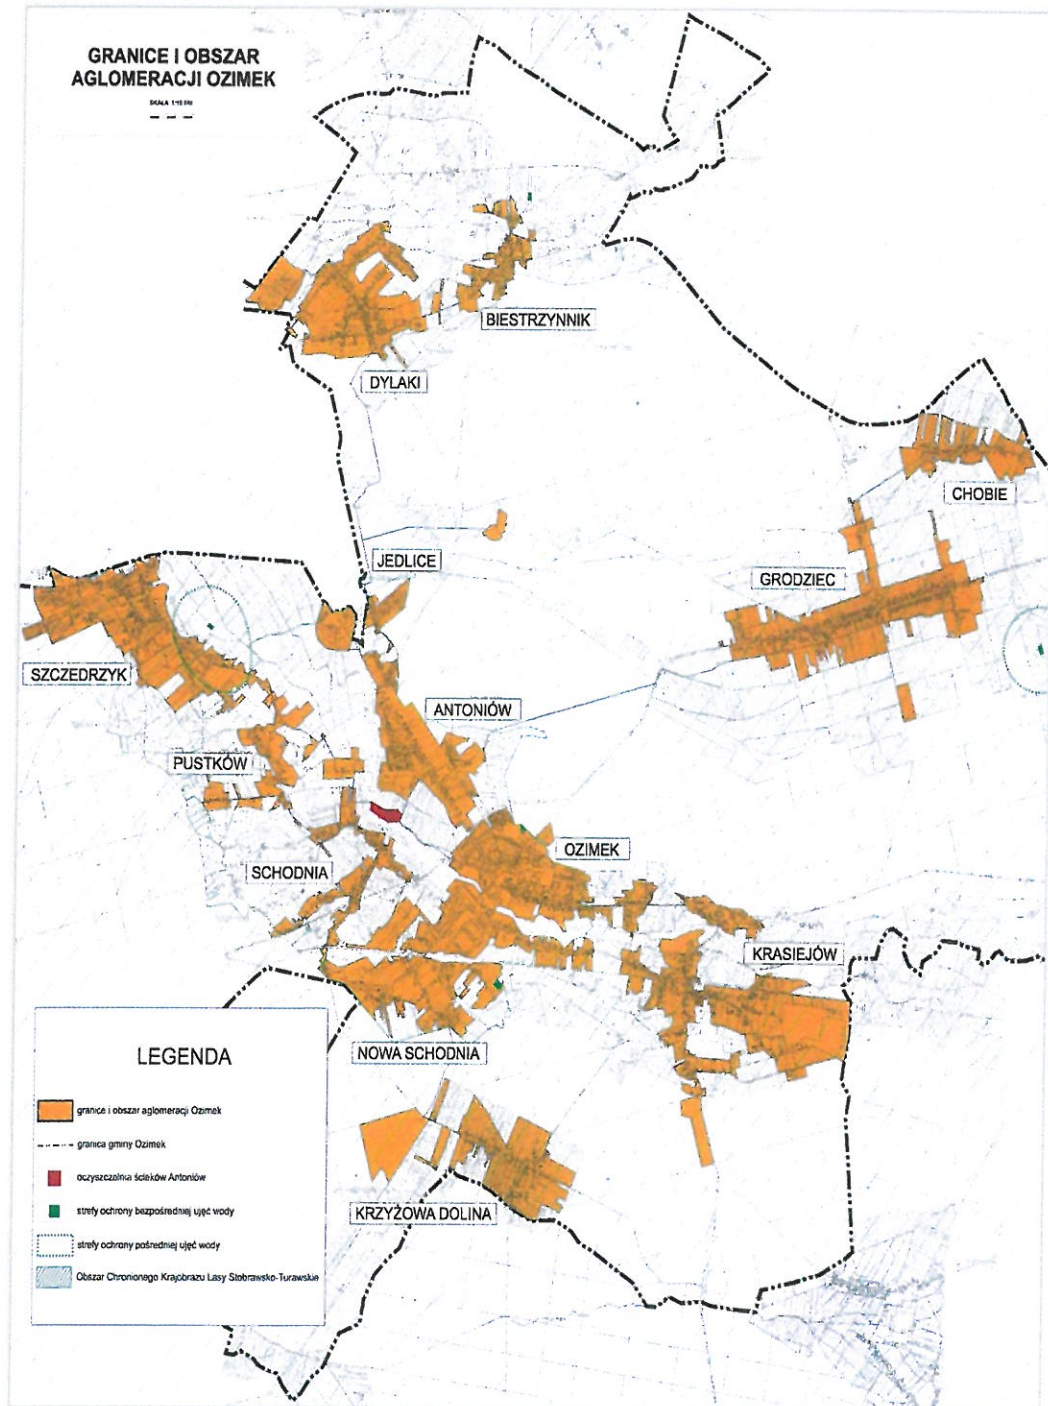 GRANICE I OBSZAR
AGLOMERACJI OZIMEK
BIESTRZYNNIK
DYLAKI
CHOBIE
JEDLICE
GRODZIEC
SZCZEDRZYK
ANTONIÓW
PUSTKÓW
OZIMEK
SCHODNIA
KRASIEJÓW
NOWA SCHODNIA
KRZYŻOWA DOLINA
LEGENDA
granice i obszar aglomeracji Ozimek
granica gminy Ozimek
oczyszczalnia ścieków Antoniów
strefy ochrony bezpośredniej ujęć wody
strefy ochrony pośredniej ujęć wody
Obszar Chronionego Krajobrazu Lasy Stobrawsko-Turawskie